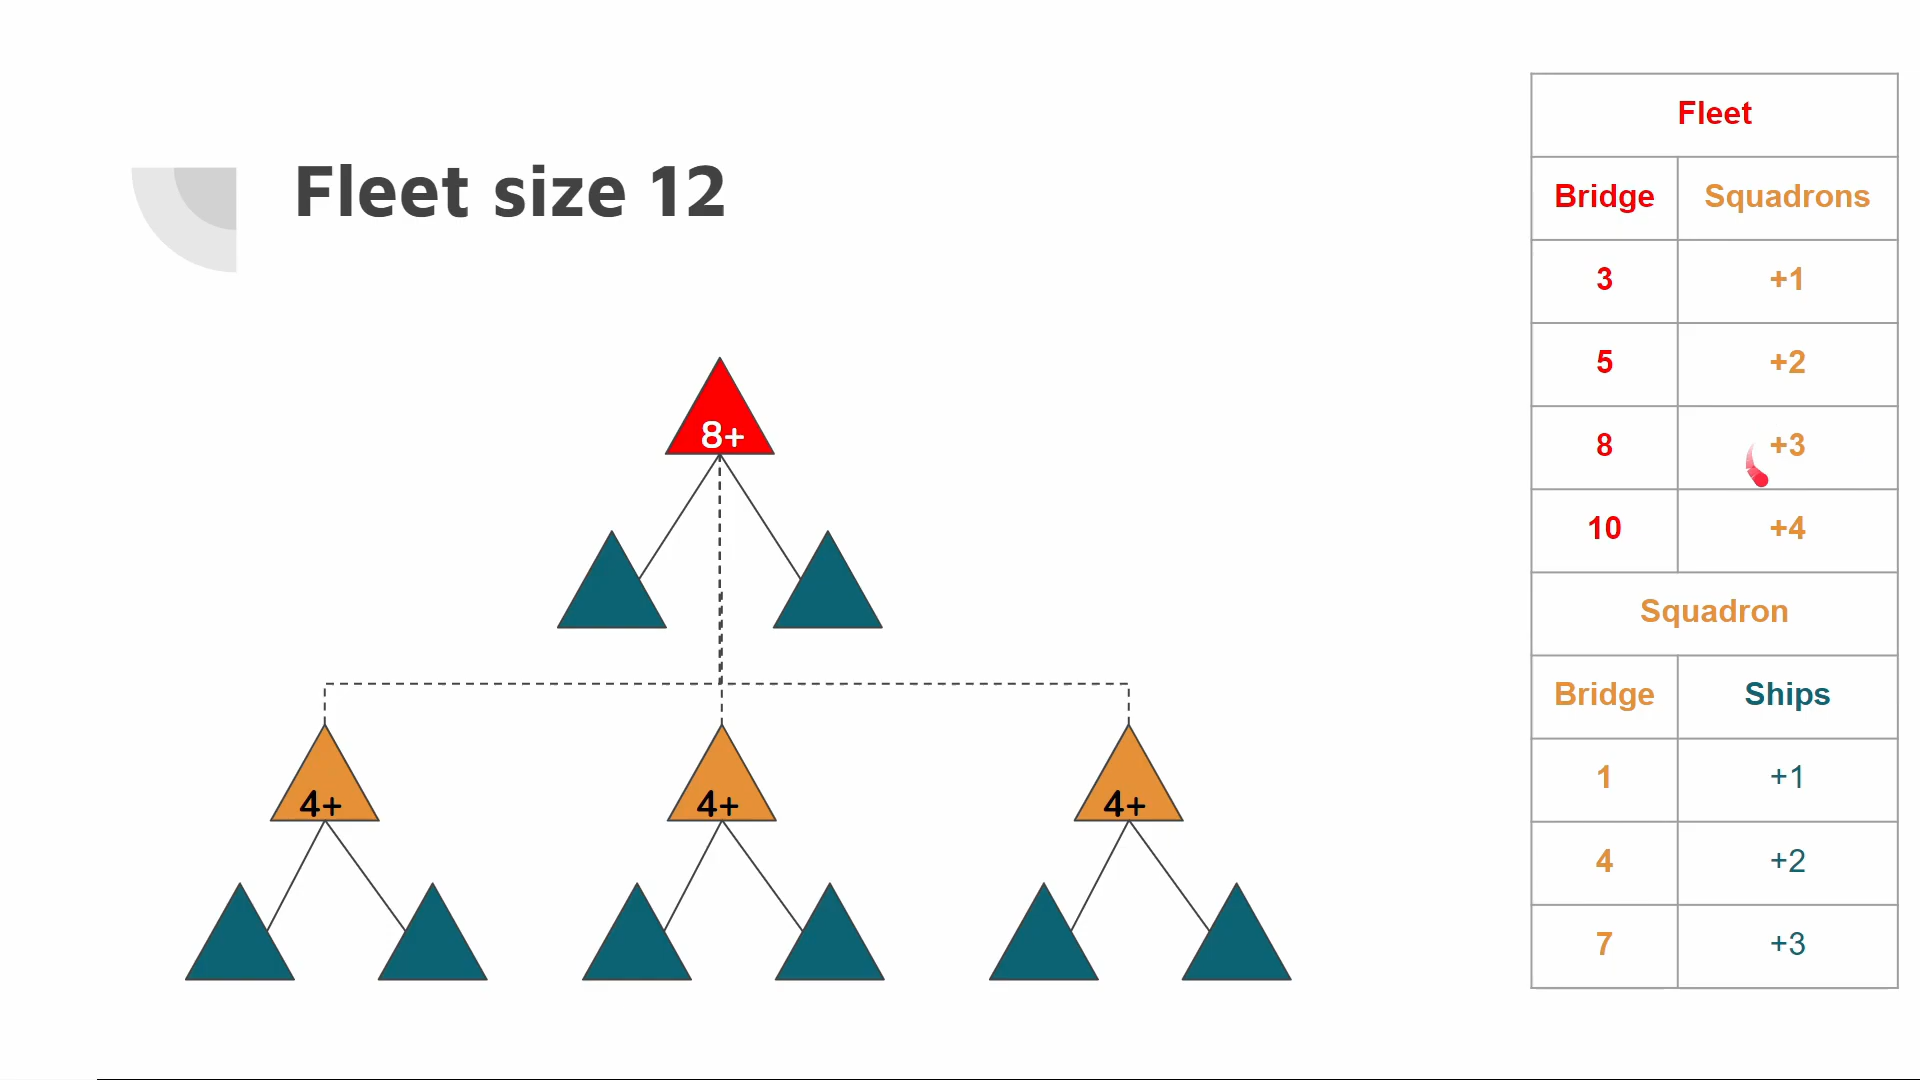 Fleet size 12
8+
4+
4+
4+
Fleet
Bridge Squadrons
3 +1
5 +2
8 +3
10 +4
Squadron
Bridge Ships
1 +1
4 +2
7 +3